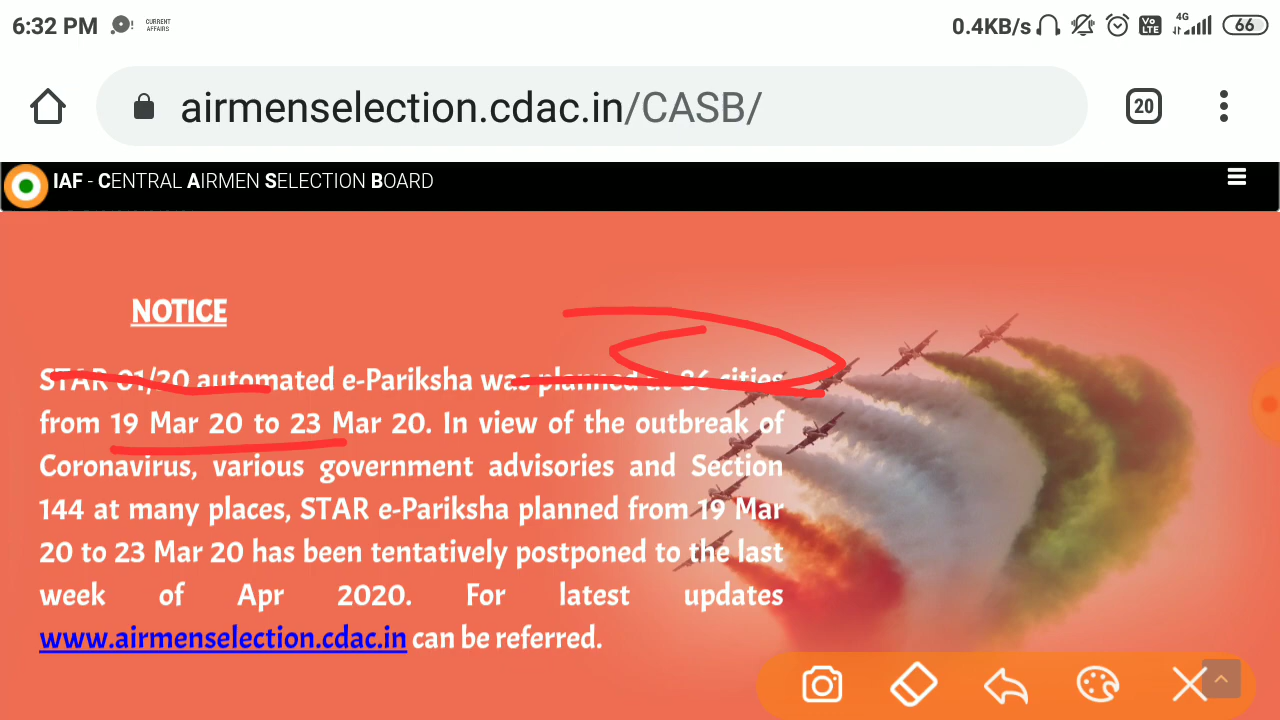 6:32 PM CURRENT AFFAIRS 0.4KB/s Vo LTE 4G 66
airmenselection.cdac.in/CASB/ 20
IAF - CENTRAL AIRMEN SELECTION BOARD
NOTICE
STAR 01/20 automated e-Pariksha was planned at 86 cities
from 19 Mar 20 to 23 Mar 20. In view of the outbreak of
Coronavirus, various government advisories and Section
144 at many places, STAR e-Pariksha planned from 19 Mar
20 to 23 Mar 20 has been tentatively postponed to the last
week of Apr 2020. For latest updates
www.airmenselection.cdac.in can be referred.